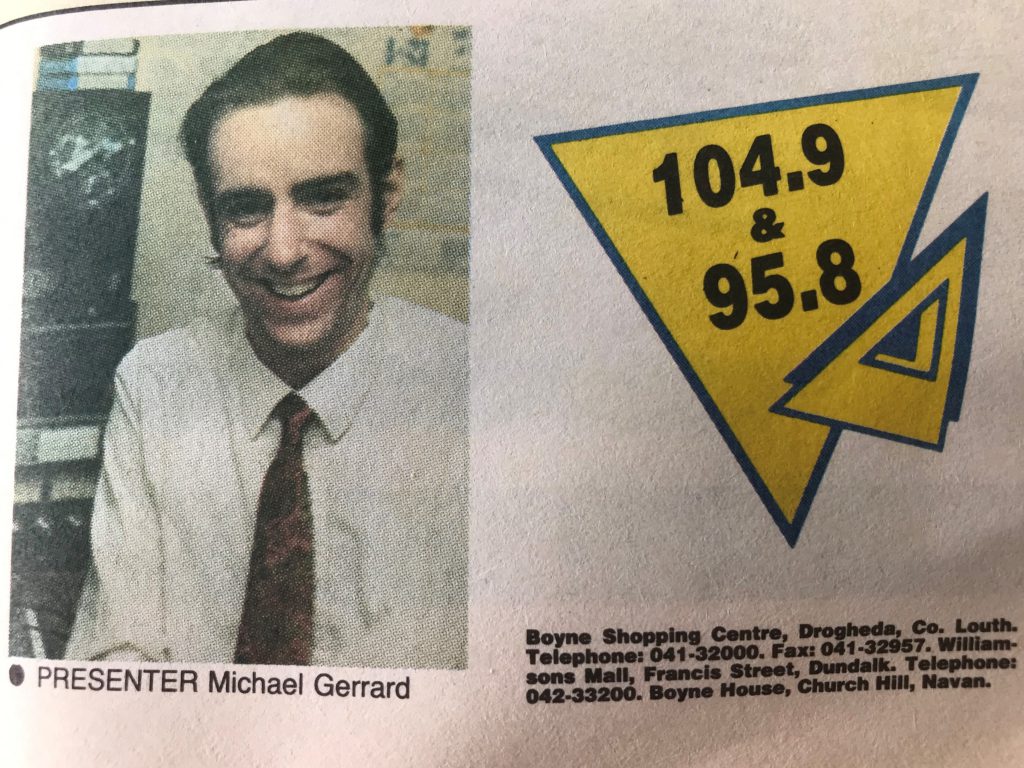 104.9
&
95.8
Boyne Shopping Centre, Drogheda, Co. Louth.
Telephone: 041-32000. Fax: 041-32957. William-
sons Mall, Francis Street, Dundalk. Telephone:
042-33200. Boyne House, Church Hill, Navan.
● PRESENTER Michael Gerrard